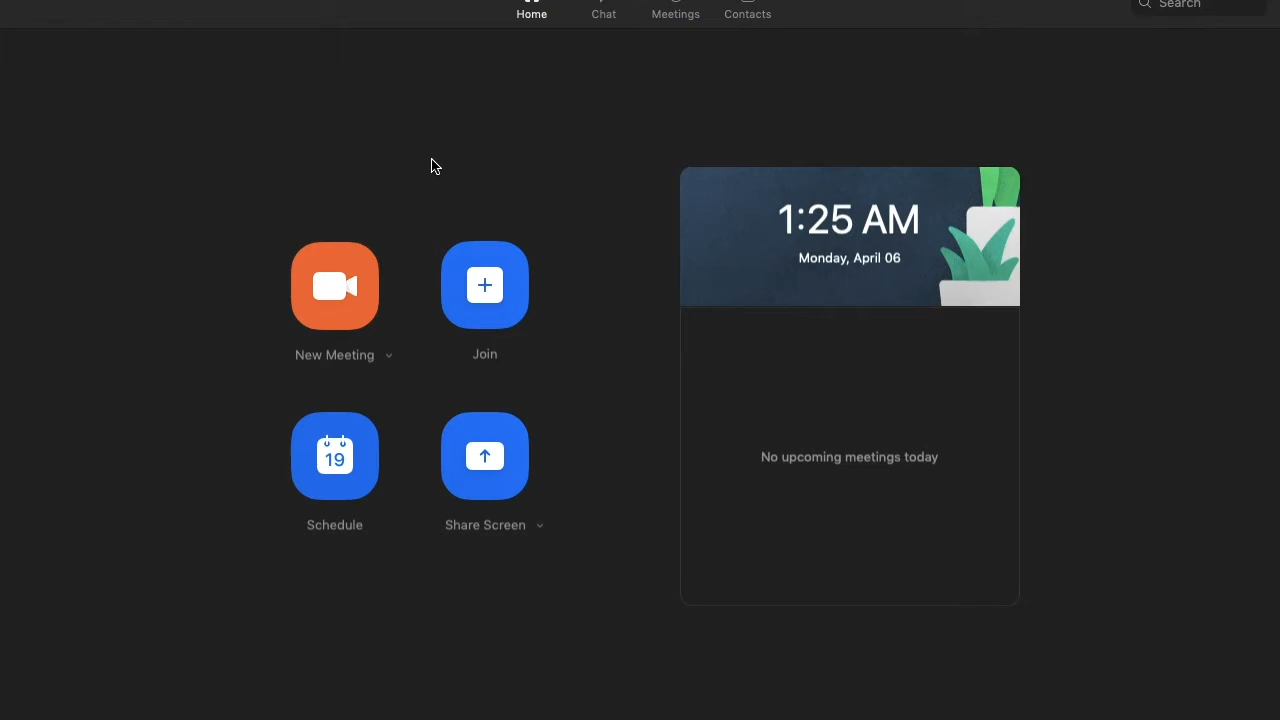 Home
Chat
Meetings
Contacts
Search
1:25 AM
Monday, April 06
New Meeting
Join
19
Schedule
Share Screen
No upcoming meetings today